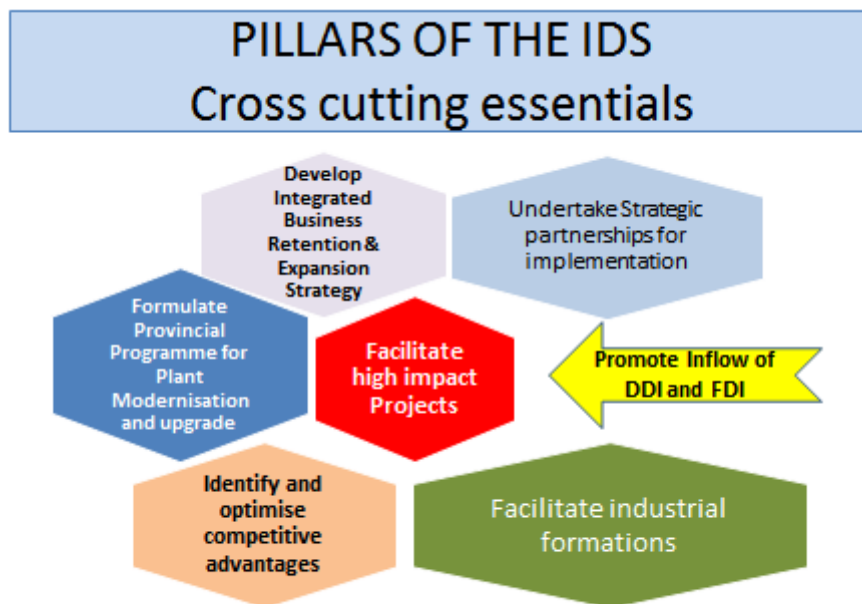 PILLARS OF THE IDS
Cross cutting essentials
Develop
Integrated
Business
Retention &
Expansion
Strategy
Undertake Strategic
partnerships for
implementation
Formulate
Provincial
Programme for
Plant
Modernisation
and upgrade
Facilitate
high impact
Projects
Promote Inflow of
DDI and FDI
Identify and
optimise
competitive
advantages
Facilitate industrial
formations